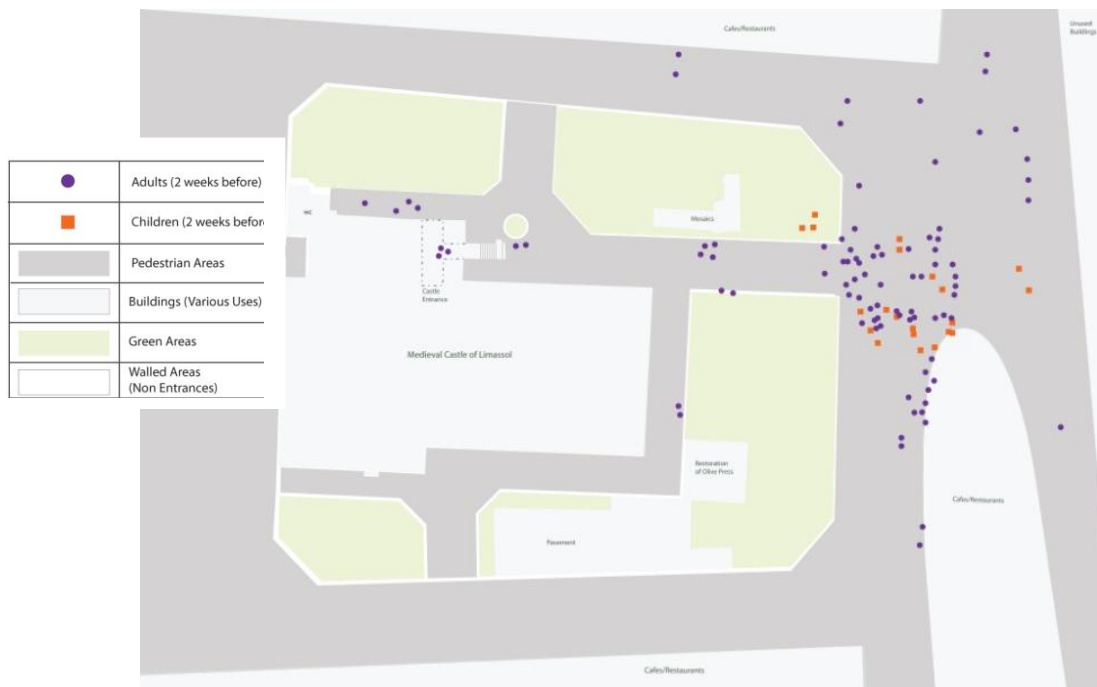 Cafes/Restaurants
Unused
Buildings
Adults (2 weeks before)
Children (2 weeks before
Pedestrian Areas
Buildings (Various Uses)
Green Areas
Walled Areas
(Non Entrances)
WC
Mosaics
Castle
Entrance
Medieval Castle of Limassol
Restoration
of Olive Press
Pavement
Cafes/Restaurants
Cafes/Restaurants